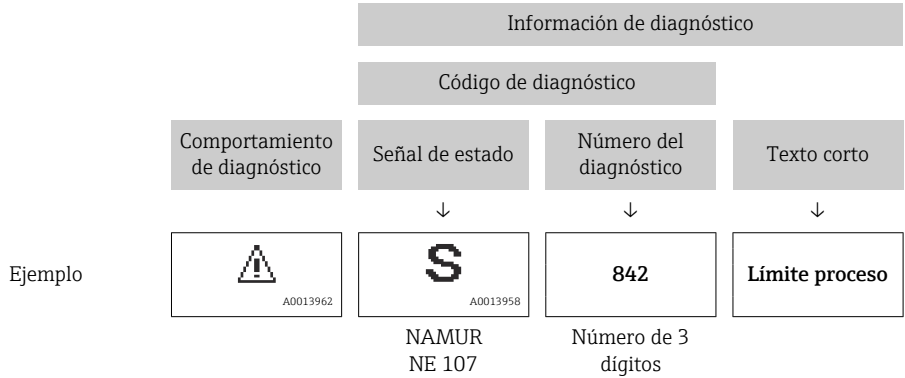 Información de diagnóstico
Código de diagnóstico
Comportamiento
de diagnóstico
Señal de estado
Número del
diagnóstico
Texto corto
↓ ↓ ↓
Ejemplo
A0013962
S
A0013958
842
Límite proceso
NAMUR
NE 107
Número de 3
dígitos